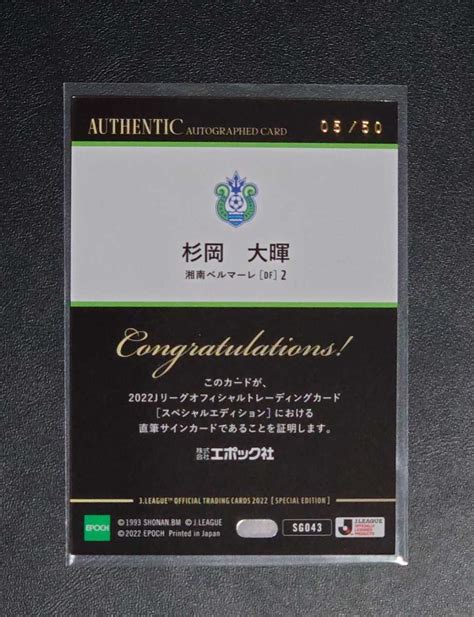 AUTHENTIC AUTOGRAPHED CARD 05/50
杉岡 大暉
湘南ベルマーレ [DF] 2
Congratulations!
このカードが、
2022Jリーグオフィシャルトレーディングカード
[スペシャルエディション]における
直筆サインカードであることを証明します。
株式会社エポック社
J.LEAGUE™ OFFICIAL TRADING CARDS 2022 [SPECIAL EDITION]
EPOCH ©1993 SHONAN.BM ©J.LEAGUE
©2022 EPOCH Printed in Japan
SG043
J.LEAGUE
OFFICIALLY
LICENSED
PRODUCTS